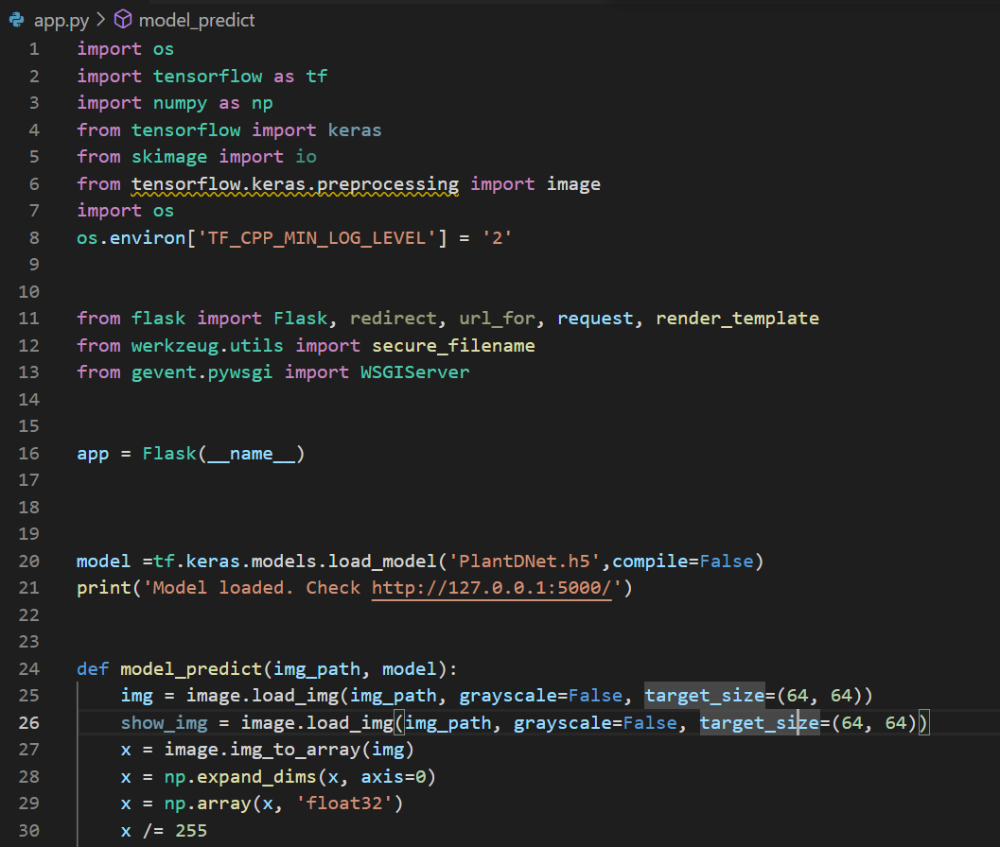 app.py > model_predict
1 import os
2 import tensorflow as tf
3 import numpy as np
4 from tensorflow import keras
5 from skimage import io
6 from tensorflow.keras.preprocessing import image
7 import os
8 os.environ['TF_CPP_MIN_LOG_LEVEL'] = '2'
9
10
11 from flask import Flask, redirect, url_for, request, render_template
12 from werkzeug.utils import secure_filename
13 from gevent.pywsgi import WSGIServer
14
15
16 app = Flask(__name__)
17
18
19
20 model =tf.keras.models.load_model('PlantDNet.h5',compile=False)
21 print('Model loaded. Check http://127.0.0.1:5000/')
22
23
24 def model_predict(img_path, model):
25     img = image.load_img(img_path, grayscale=False, target_size=(64, 64))
26     show_img = image.load_img(img_path, grayscale=False, target_size=(64, 64))
27     x = image.img_to_array(img)
28     x = np.expand_dims(x, axis=0)
29     x = np.array(x, 'float32')
30     x /= 255